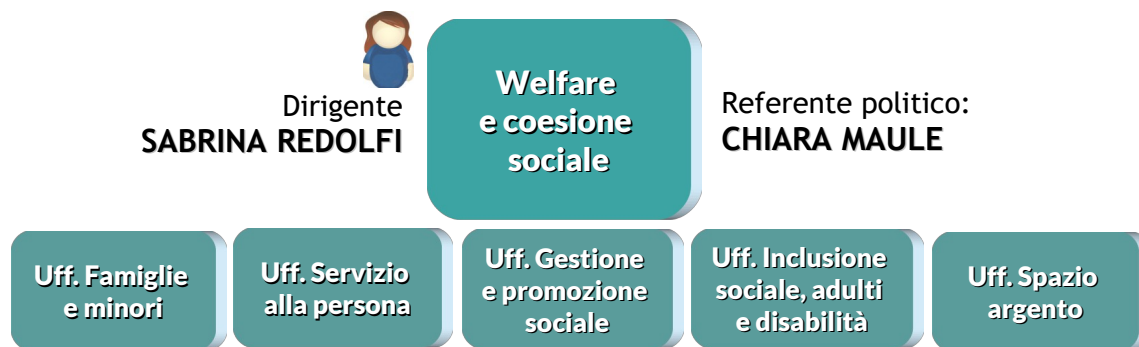 Dirigente
SABRINA REDOLFI
Welfare
e coesione
sociale
Referente politico:
CHIARA MAULE
Uff. Famiglie
e minori
Uff. Servizio
alla persona
Uff. Gestione
e promozione
sociale
Uff. Inclusione
sociale, adulti
e disabilità
Uff. Spazio
argento